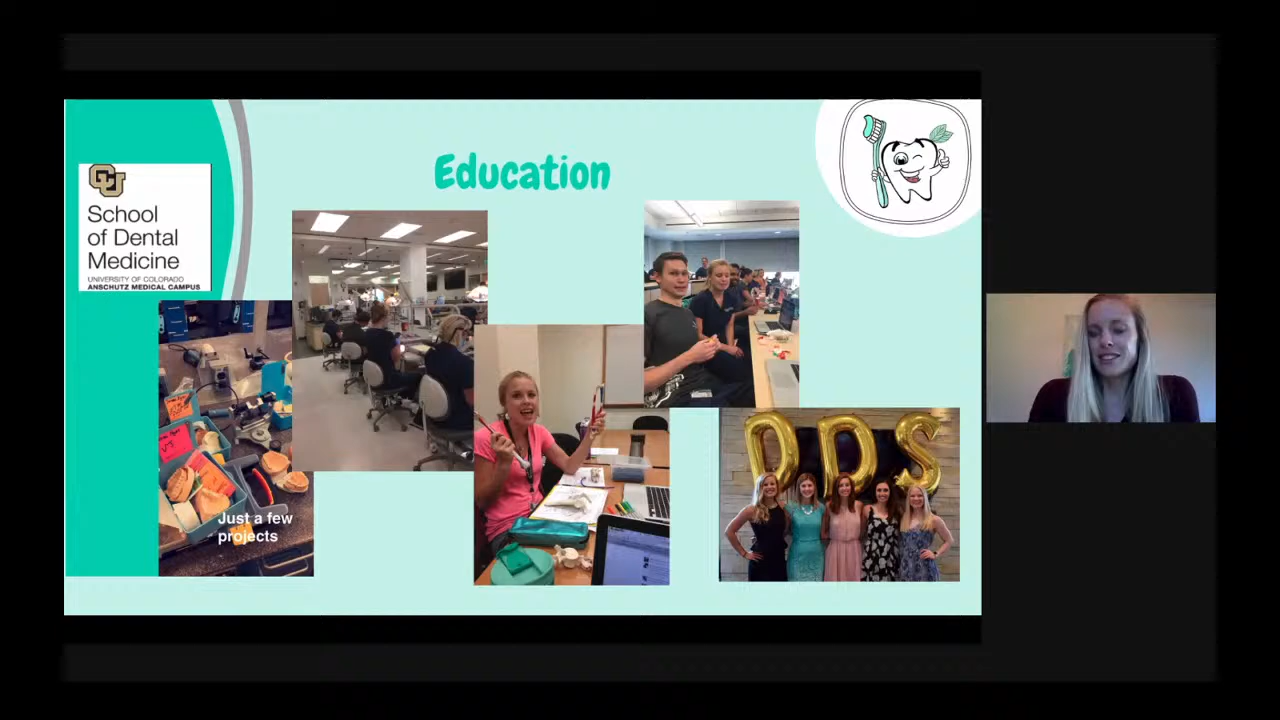 Education
CU
School
of Dental
Medicine
UNIVERSITY OF COLORADO
ANSCHUTZ MEDICAL CAMPUS
Just a few
projects
DDS